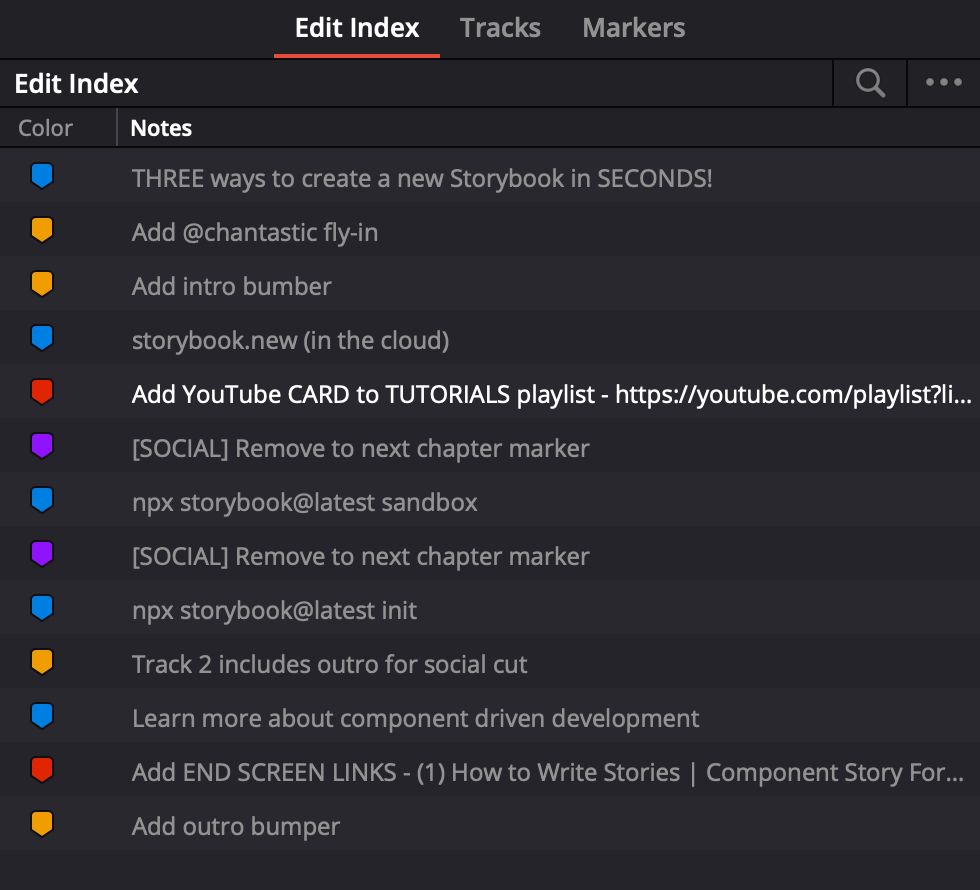 Edit Index Tracks Markers
Edit Index
Color Notes
THREE ways to create a new Storybook in SECONDS!
Add @chantastic fly-in
Add intro bumber
storybook.new (in the cloud)
Add YouTube CARD to TUTORIALS playlist - https://youtube.com/playlist?li...
[SOCIAL] Remove to next chapter marker
npx storybook@latest sandbox
[SOCIAL] Remove to next chapter marker
npx storybook@latest init
Track 2 includes outro for social cut
Learn more about component driven development
Add END SCREEN LINKS - (1) How to Write Stories | Component Story For...
Add outro bumper